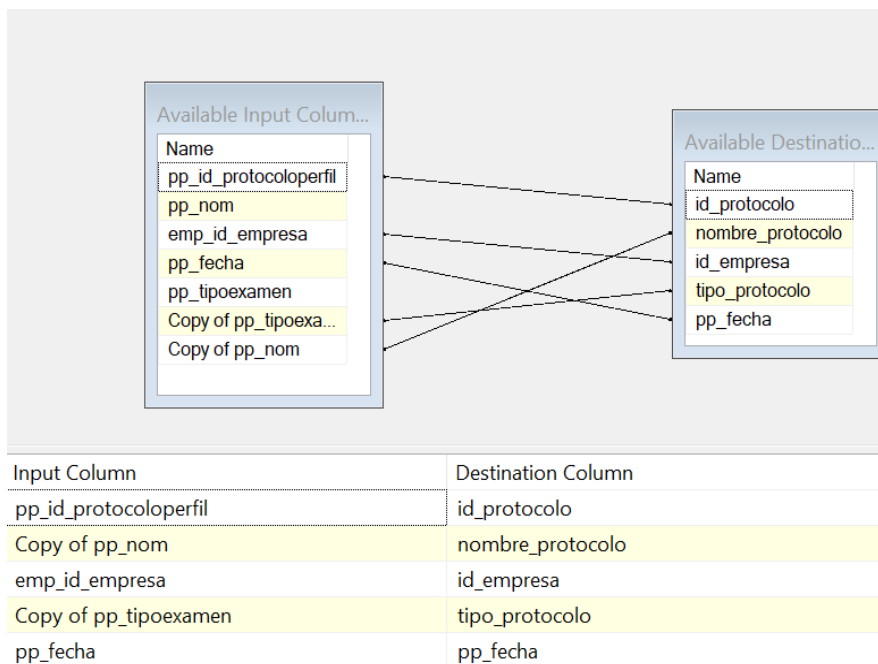 Available Input Colum...
Name
pp_id_protocoloperfil
pp_nom
emp_id_empresa
pp_fecha
pp_tipoexamen
Copy of pp_tipoexa...
Copy of pp_nom
Available Destinatio...
Name
id_protocolo
nombre_protocolo
id_empresa
tipo_protocolo
pp_fecha
Input Column Destination Column
pp_id_protocoloperfil id_protocolo
Copy of pp_nom nombre_protocolo
emp_id_empresa id_empresa
Copy of pp_tipoexamen tipo_protocolo
pp_fecha pp_fecha